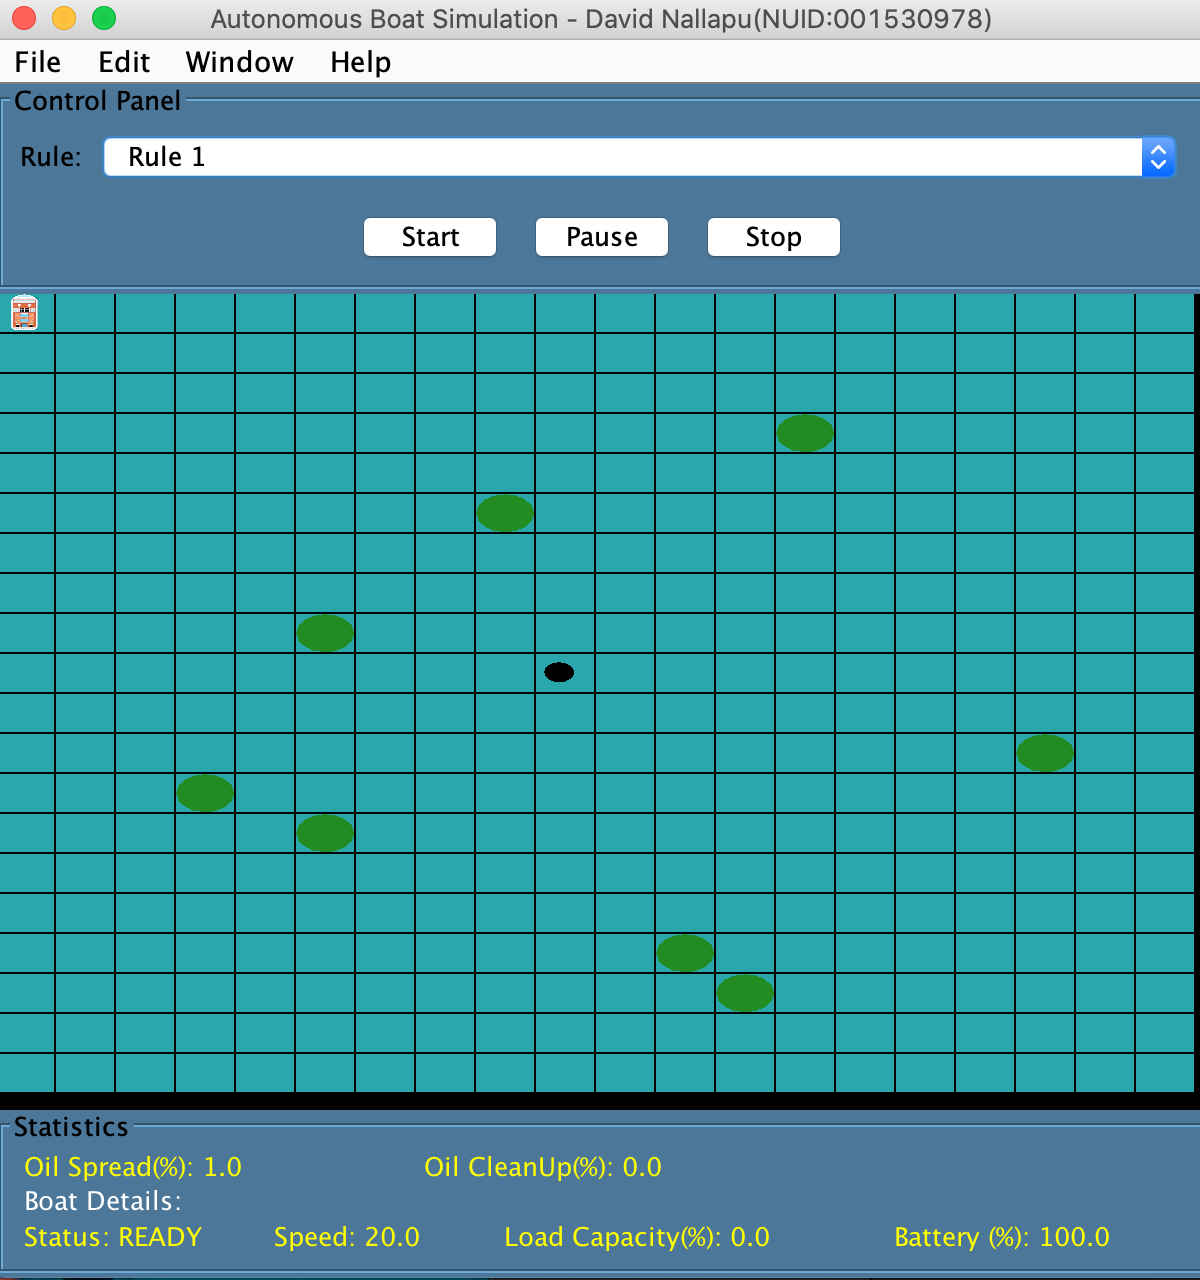 Autonomous Boat Simulation - David Nallapu(NUID:001530978)
File Edit Window Help
Control Panel
Rule: Rule 1
Start Pause Stop
Statistics
Oil Spread(%): 1.0 Oil CleanUp(%): 0.0
Boat Details:
Status: READY Speed: 20.0 Load Capacity(%): 0.0 Battery (%): 100.0